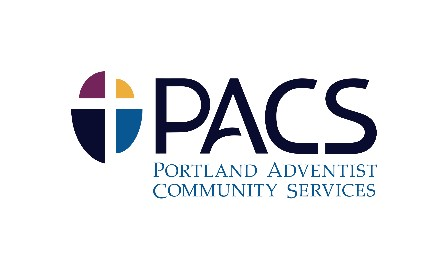 PACS
PORTLAND ADVENTIST
COMMUNITY SERVICES